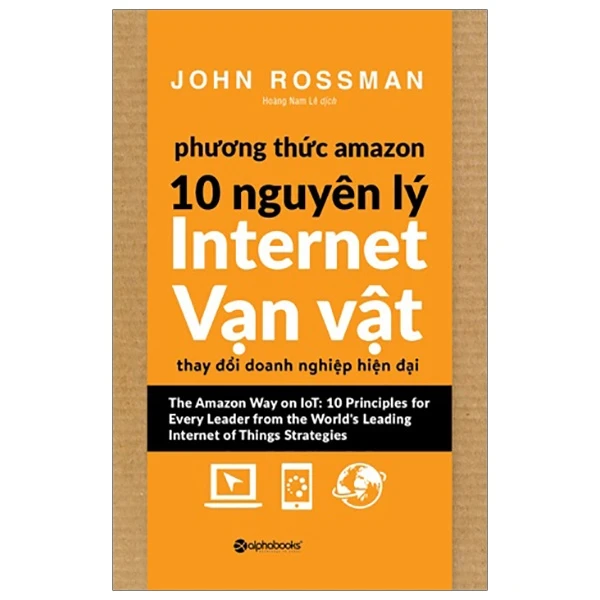 JOHN ROSSMAN
Hoàng Nam Lê dịch
phương thức amazon
10 nguyên lý
Internet
Vạn vật
thay đổi doanh nghiệp hiện đại
The Amazon Way on IoT: 10 Principles for
Every Leader from the World's Leading
Internet of Things Strategies
alphabooks